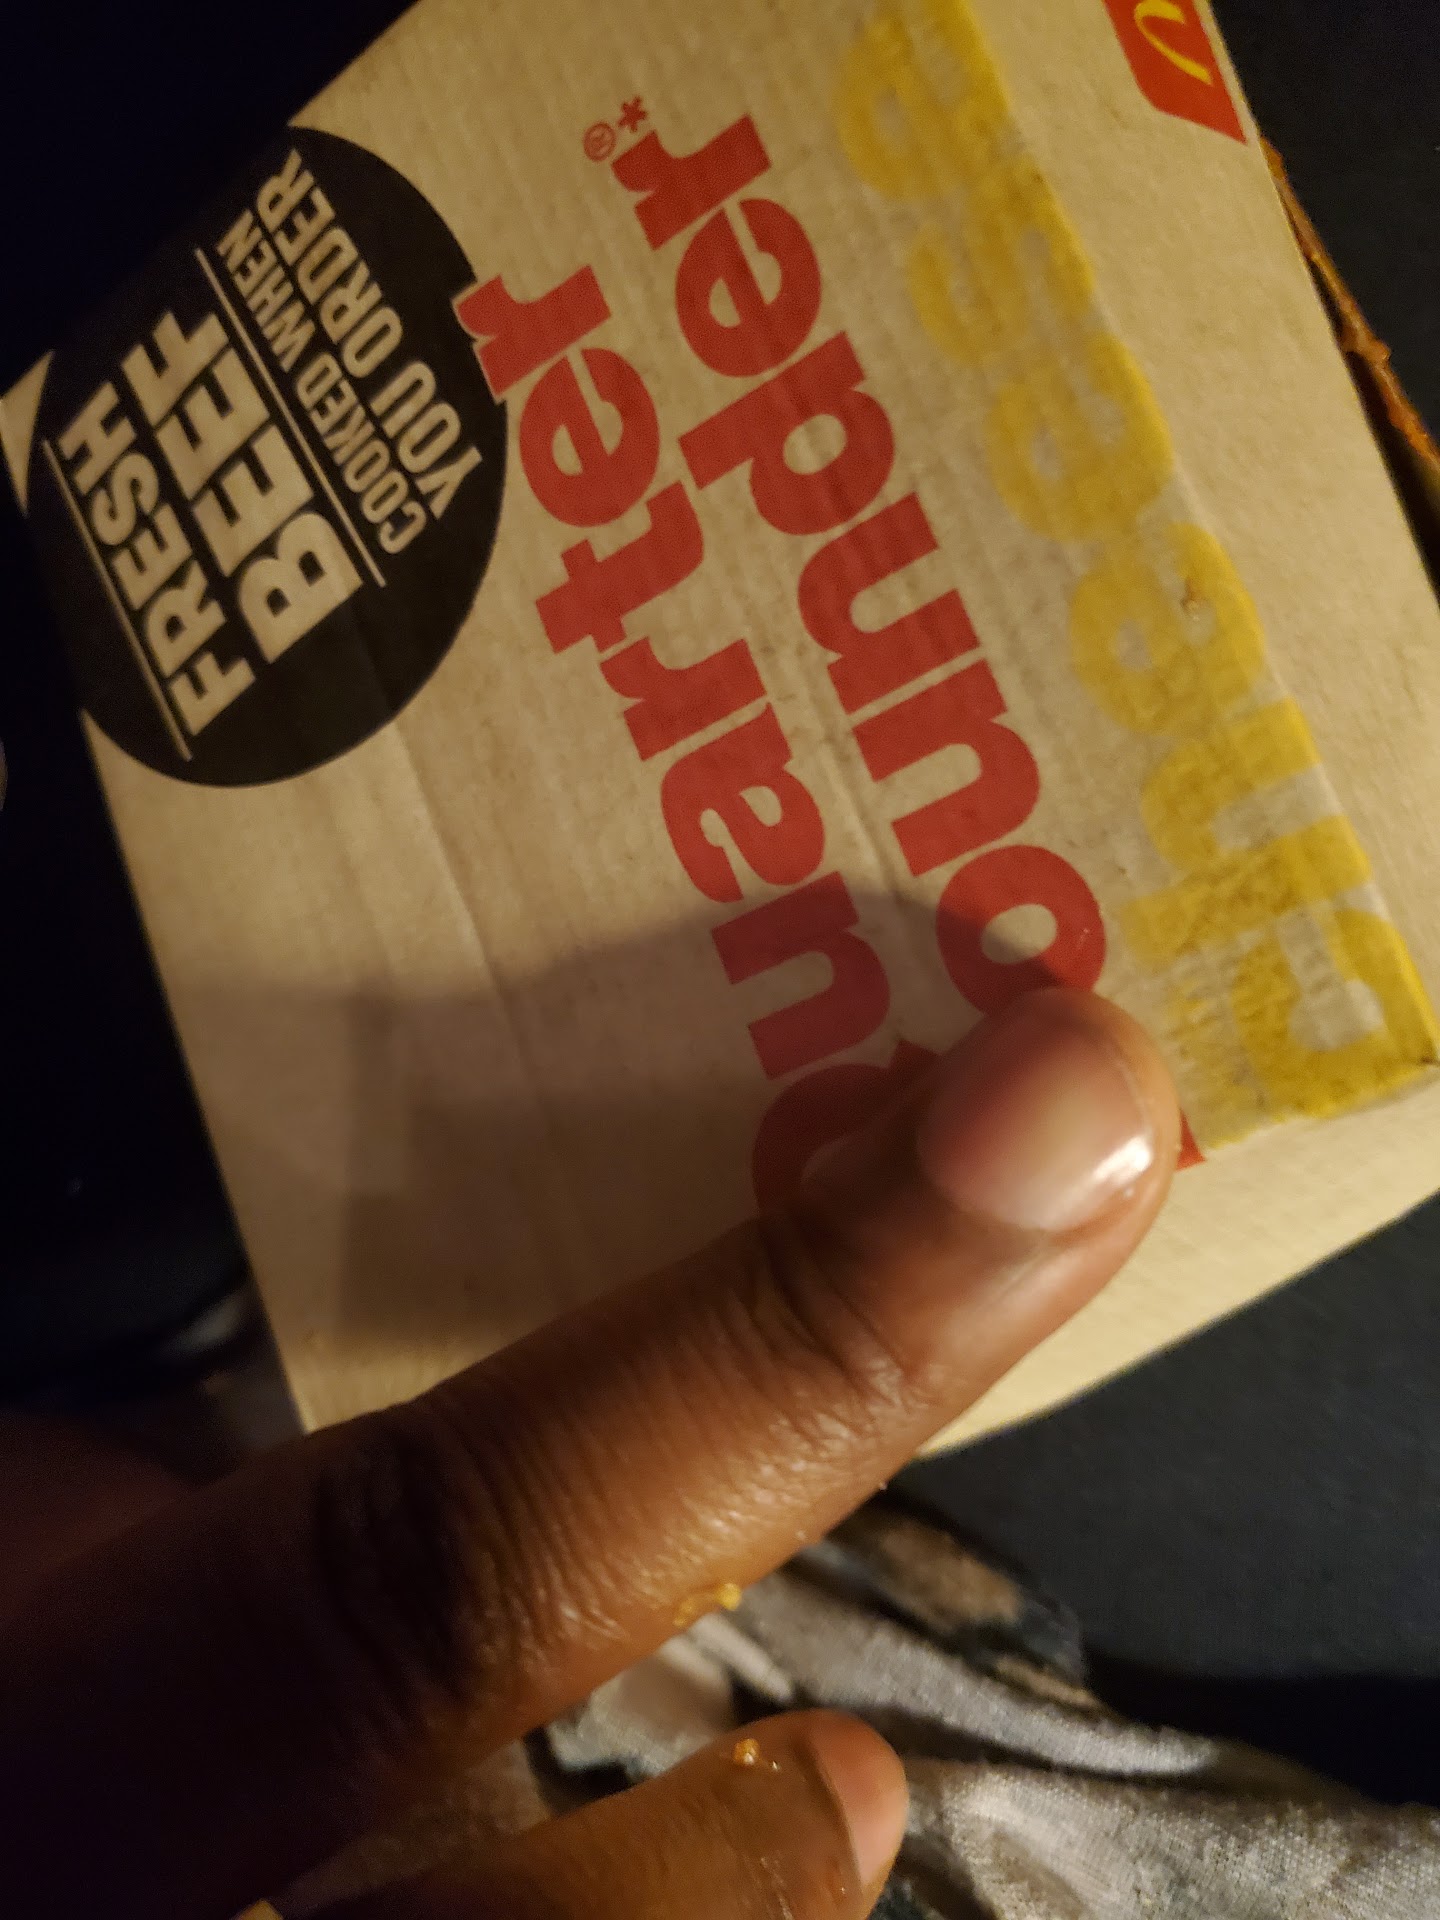 FRESH
BEEF
COOKED WHEN
YOU ORDER
Quarter
Pounder®*
cheese